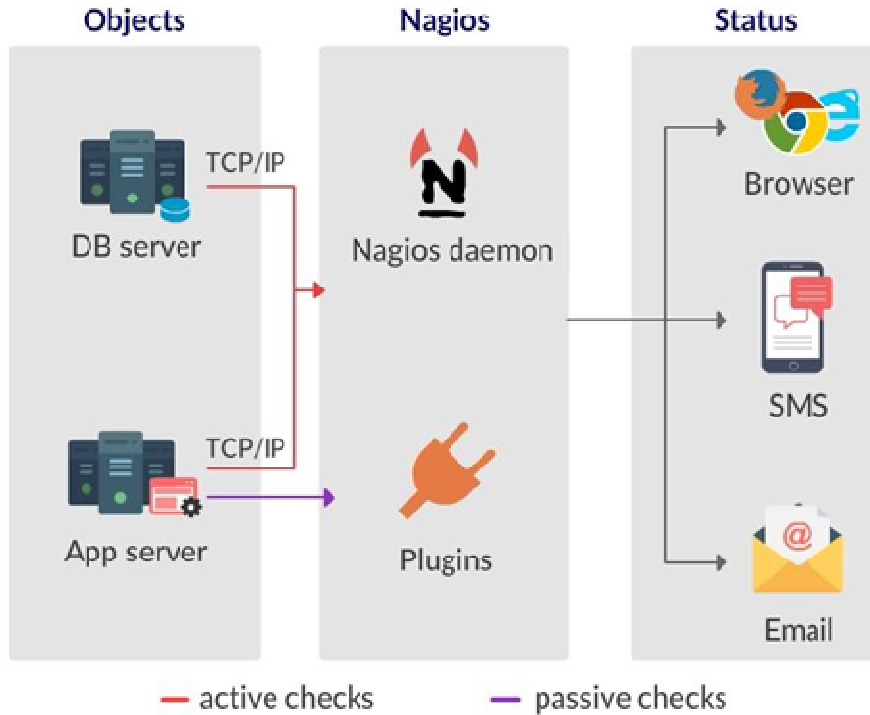 Objects
Nagios
Status
TCP/IP
DB server
N
Nagios daemon
Browser
SMS
TCP/IP
App server
Plugins
@
Email
active checks
passive checks